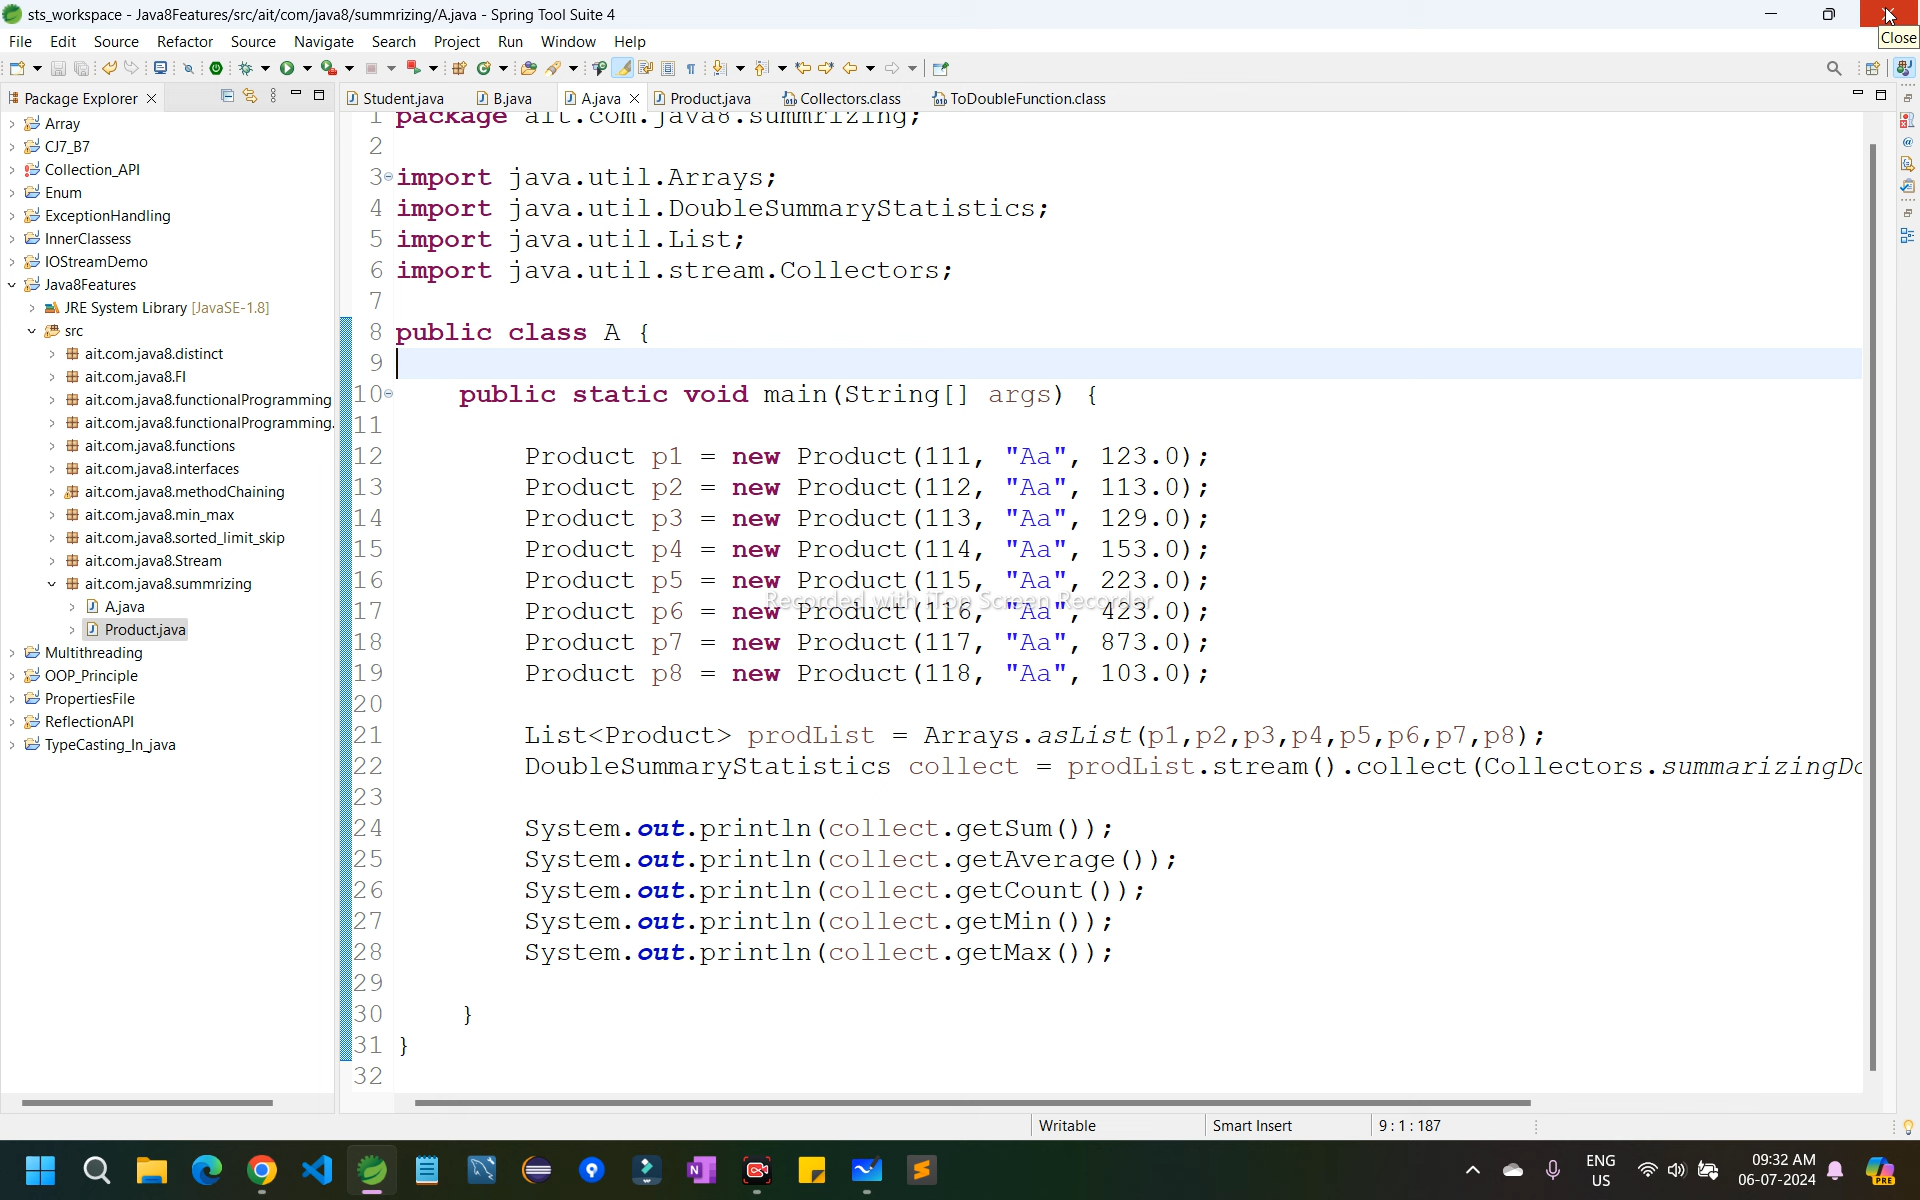 sts_workspace - Java8Features/src/ait/com/java8/summrizing/A.java - Spring Tool Suite 4
Close
File Edit Source Refactor Source Navigate Search Project Run Window Help
Package Explorer
Student.java B.java A.java Product.java Collectors.class ToDoubleFunction.class
Array
CJ7_B7
Collection_API
Enum
ExceptionHandling
InnerClassess
IOStreamDemo
Java8Features
JRE System Library [JavaSE-1.8]
src
ait.com.java8.distinct
ait.com.java8.FI
ait.com.java8.functionalProgramming
ait.com.java8.functionalProgramming.
ait.com.java8.functions
ait.com.java8.interfaces
ait.com.java8.methodChaining
ait.com.java8.min_max
ait.com.java8.sorted_limit_skip
ait.com.java8.Stream
ait.com.java8.summrizing
A.java
Product.java
Multithreading
OOP_Principle
PropertiesFile
ReflectionAPI
TypeCasting_In_java
1 package ait.com.java8.summrizing;
2
3 import java.util.Arrays;
4 import java.util.DoubleSummaryStatistics;
5 import java.util.List;
6 import java.util.stream.Collectors;
7
8 public class A {
9
10 public static void main(String[] args) {
11
12 Product p1 = new Product(111, "Aa", 123.0);
13 Product p2 = new Product(112, "Aa", 113.0);
14 Product p3 = new Product(113, "Aa", 129.0);
15 Product p4 = new Product(114, "Aa", 153.0);
16 Product p5 = new Product(115, "Aa", 223.0);
Recorded with iTop Screen Recorder
17 Product p6 = new Product(116, "Aa", 423.0);
18 Product p7 = new Product(117, "Aa", 873.0);
19 Product p8 = new Product(118, "Aa", 103.0);
20
21 List<Product> prodList = Arrays.asList(p1,p2,p3,p4,p5,p6,p7,p8);
22 DoubleSummaryStatistics collect = prodList.stream().collect(Collectors.summarizingDo
23
24 System.out.println(collect.getSum());
25 System.out.println(collect.getAverage());
26 System.out.println(collect.getCount());
27 System.out.println(collect.getMin());
28 System.out.println(collect.getMax());
29
30 }
31 }
32
Writable Smart Insert 9 : 1 : 187
ENG
US
09:32 AM
06-07-2024
PRE